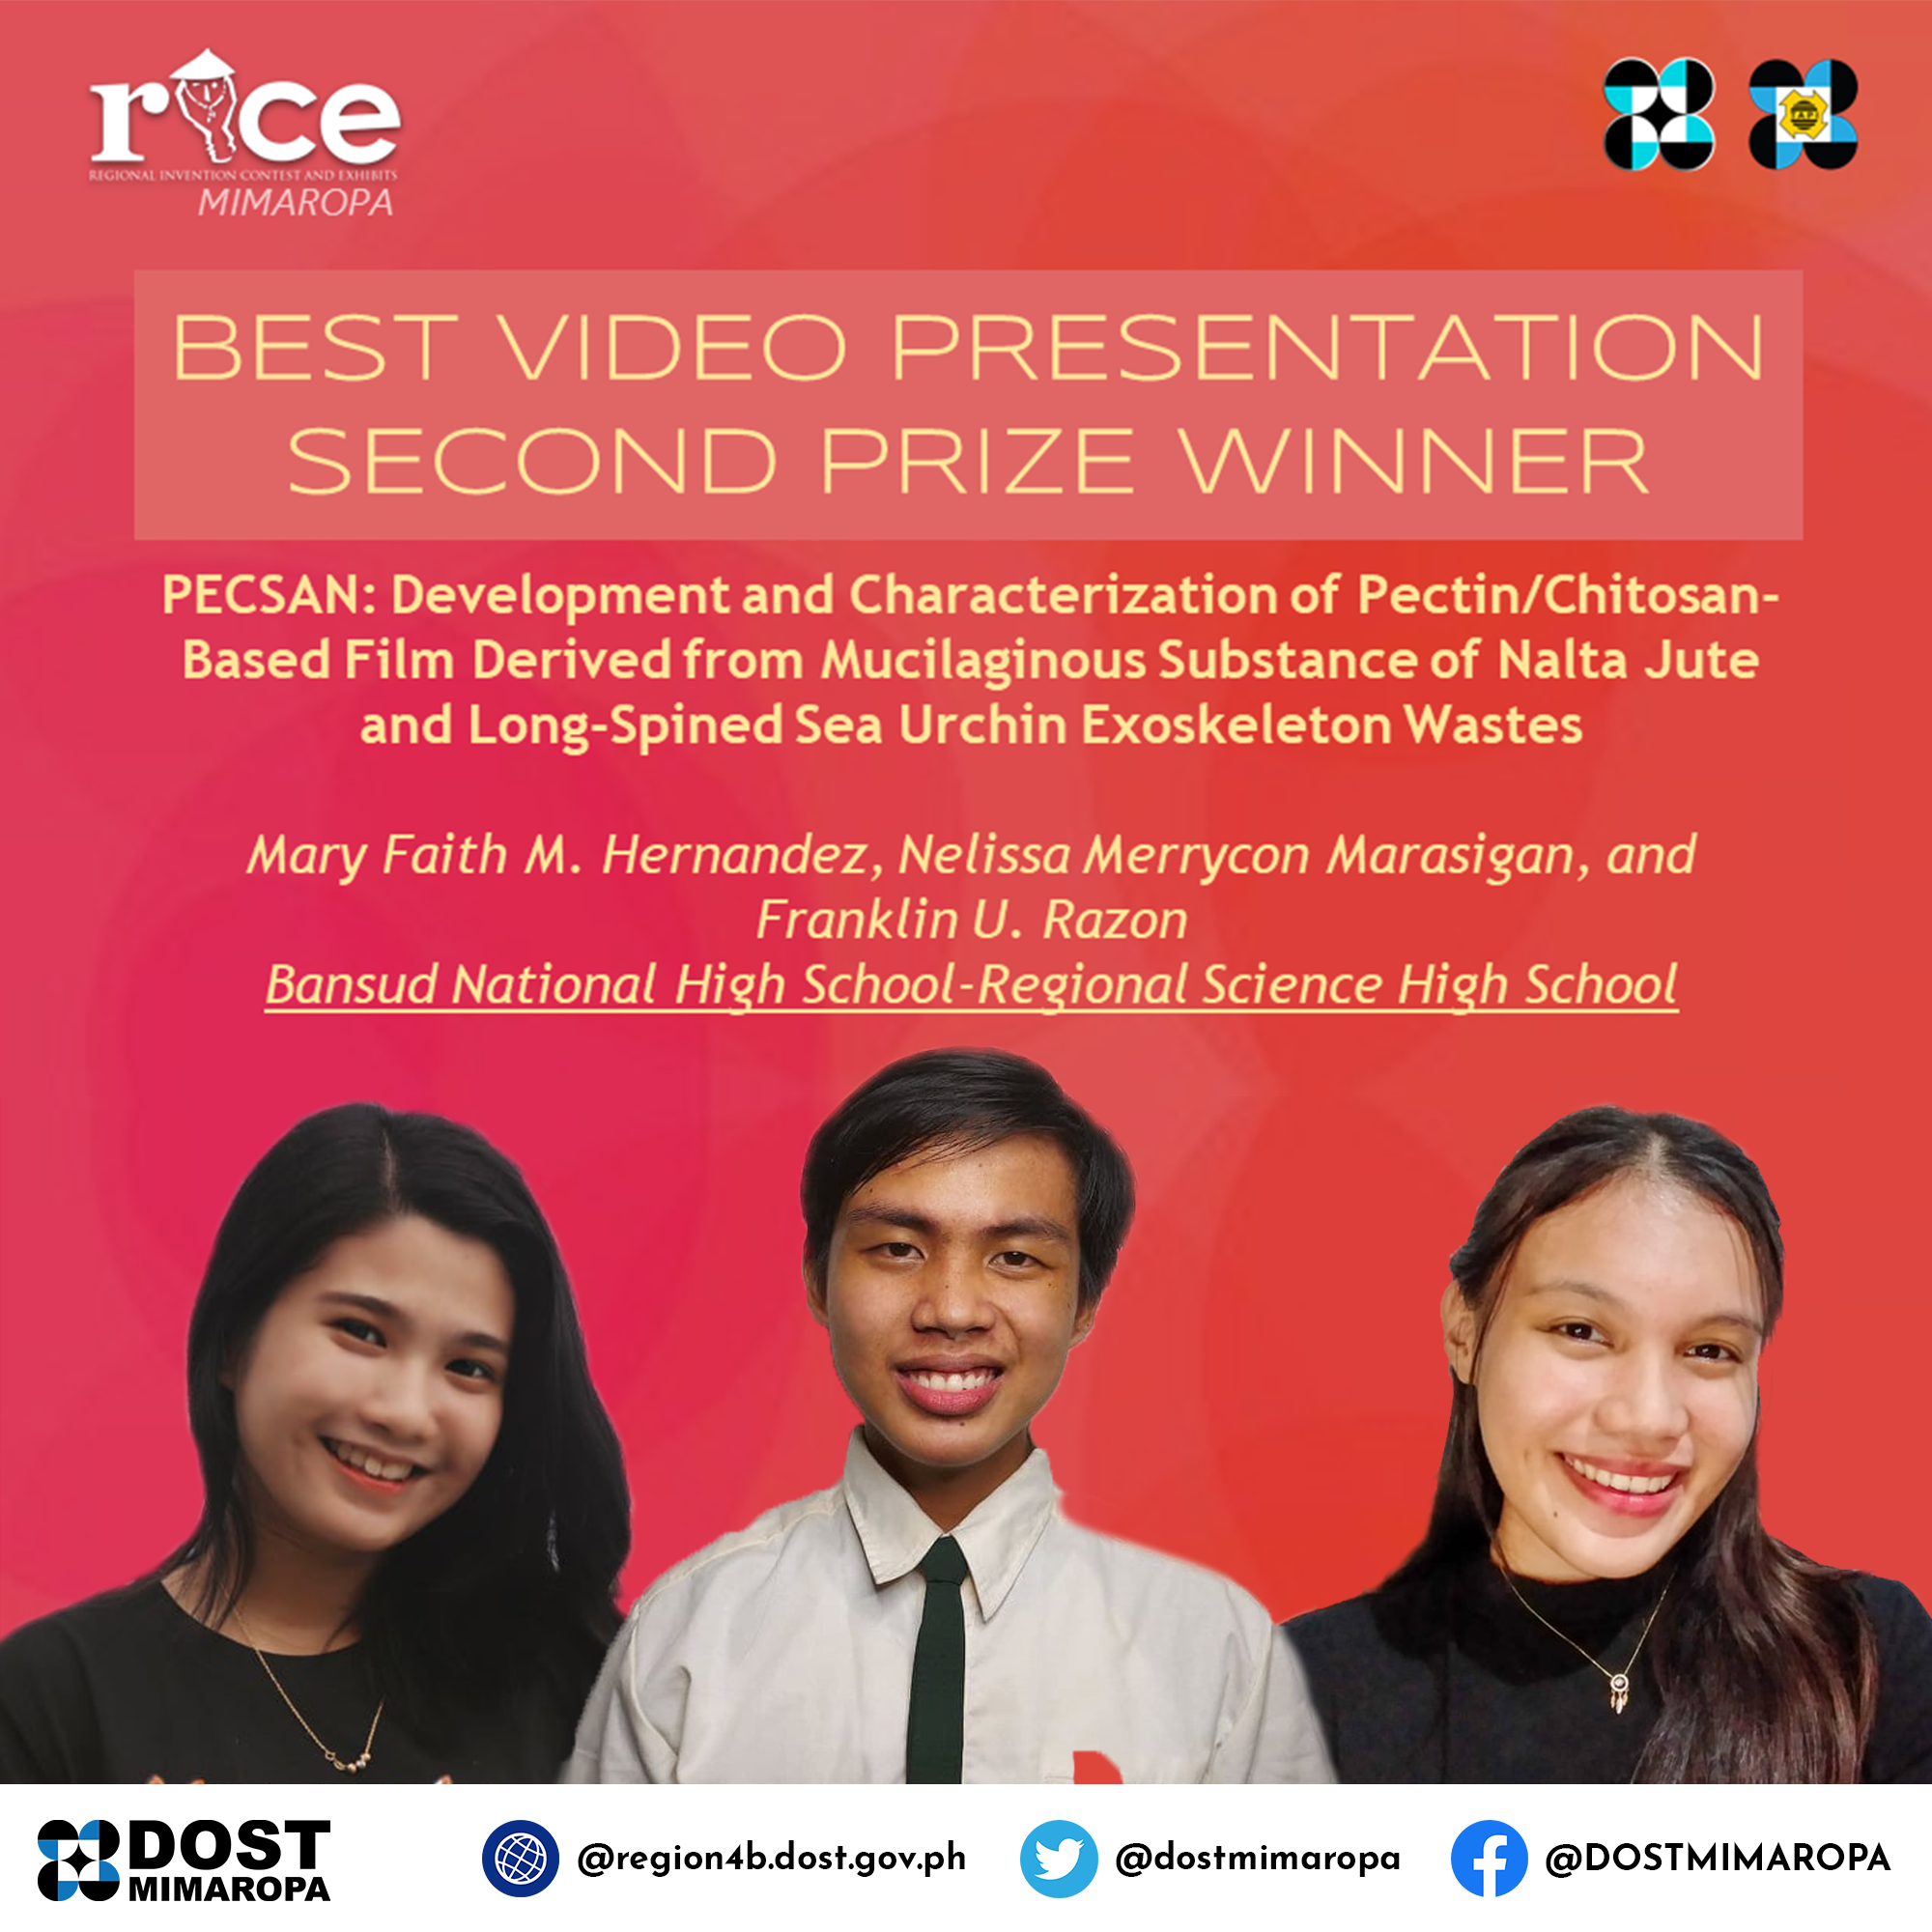 rice
REGIONAL INVENTION CONTEST AND EXHIBITS
MIMAROPA
TAPI
BEST VIDEO PRESENTATION
SECOND PRIZE WINNER
PECSAN: Development and Characterization of Pectin/Chitosan-
Based Film Derived from Mucilaginous Substance of Nalta Jute
and Long-Spined Sea Urchin Exoskeleton Wastes
Mary Faith M. Hernandez, Nelissa Merrycon Marasigan, and
Franklin U. Razon
Bansud National High School-Regional Science High School
DOST
MIMAROPA
@region4b.dost.gov.ph
@dostmimaropa
@DOSTMIMAROPA